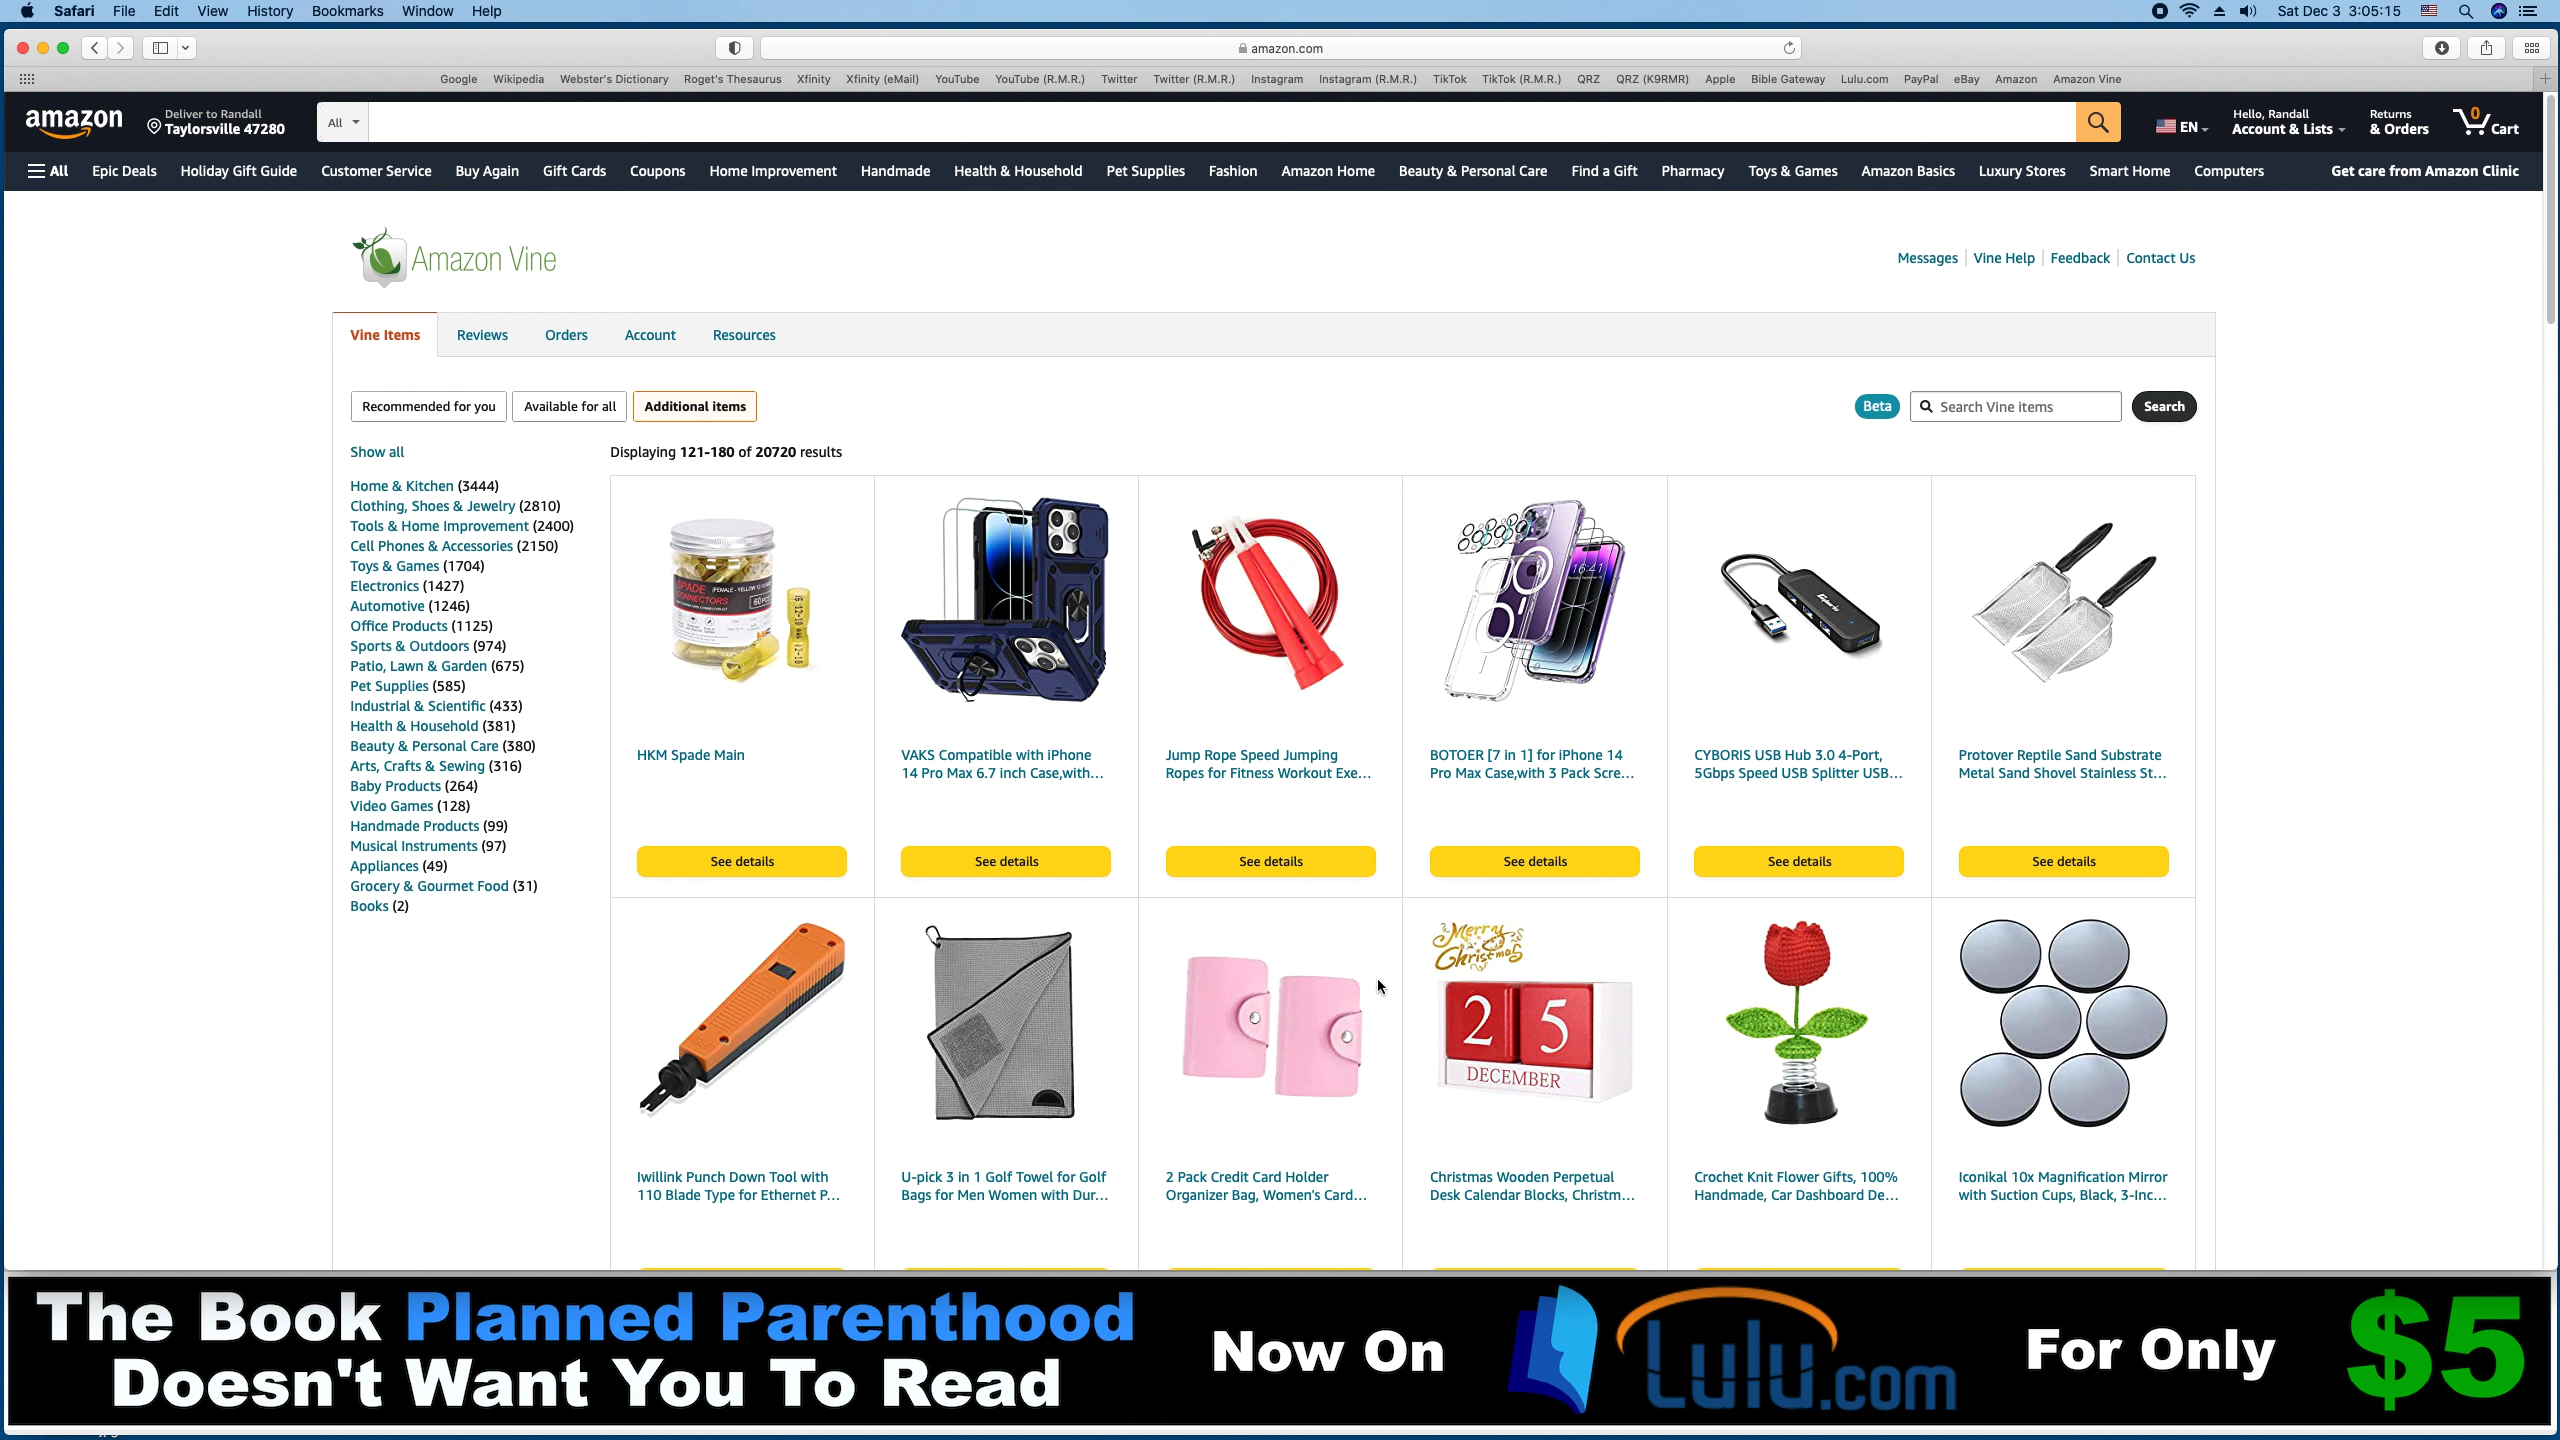 Safari File Edit View History Bookmarks Window Help
Sat Dec 3 3:05:15
amazon.com
Google Wikipedia Webster's Dictionary Roget's Thesaurus Xfinity Xfinity (eMail) YouTube YouTube (R.M.R.) Twitter Twitter (R.M.R.) Instagram Instagram (R.M.R.) TikTok TikTok (R.M.R.) QRZ QRZ (K9RMR) Apple Bible Gateway Lulu.com PayPal eBay Amazon Amazon Vine
amazon
Deliver to Randall
Taylorsville 47280
All
EN
Hello, Randall
Account & Lists
Returns
& Orders
0
Cart
All Epic Deals Holiday Gift Guide Customer Service Buy Again Gift Cards Coupons Home Improvement Handmade Health & Household Pet Supplies Fashion Amazon Home Beauty & Personal Care Find a Gift Pharmacy Toys & Games Amazon Basics Luxury Stores Smart Home Computers Get care from Amazon Clinic
Amazon Vine
Messages Vine Help Feedback Contact Us
Vine Items Reviews Orders Account Resources
Recommended for you Available for all Additional items
Beta Search Vine items Search
Show all
Displaying 121-180 of 20720 results
Home & Kitchen (3444)
Clothing, Shoes & Jewelry (2810)
Tools & Home Improvement (2400)
Cell Phones & Accessories (2150)
Toys & Games (1704)
Electronics (1427)
Automotive (1246)
Office Products (1125)
Sports & Outdoors (974)
Patio, Lawn & Garden (675)
Pet Supplies (585)
Industrial & Scientific (433)
Health & Household (381)
Beauty & Personal Care (380)
Arts, Crafts & Sewing (316)
Baby Products (264)
Video Games (128)
Handmade Products (99)
Musical Instruments (97)
Appliances (49)
Grocery & Gourmet Food (31)
Books (2)
SPADE
CONNECTORS
60 PCS
16:41
HKM Spade Main
VAKS Compatible with iPhone
14 Pro Max 6.7 inch Case,with...
Jump Rope Speed Jumping
Ropes for Fitness Workout Exe...
BOTOER [7 in 1] for iPhone 14
Pro Max Case,with 3 Pack Scre...
CYBORIS USB Hub 3.0 4-Port,
5Gbps Speed USB Splitter USB...
Protover Reptile Sand Substrate
Metal Sand Shovel Stainless St...
See details See details See details See details See details See details
Merry
Christmas
2 5
DECEMBER
Iwillink Punch Down Tool with
110 Blade Type for Ethernet P...
U-pick 3 in 1 Golf Towel for Golf
Bags for Men Women with Dur...
2 Pack Credit Card Holder
Organizer Bag, Women's Card...
Christmas Wooden Perpetual
Desk Calendar Blocks, Christm...
Crochet Knit Flower Gifts, 100%
Handmade, Car Dashboard De...
Iconikal 10x Magnification Mirror
with Suction Cups, Black, 3-Inc...
The Book Planned Parenthood
Doesn't Want You To Read
Now On
Lulu.com
For Only
$5